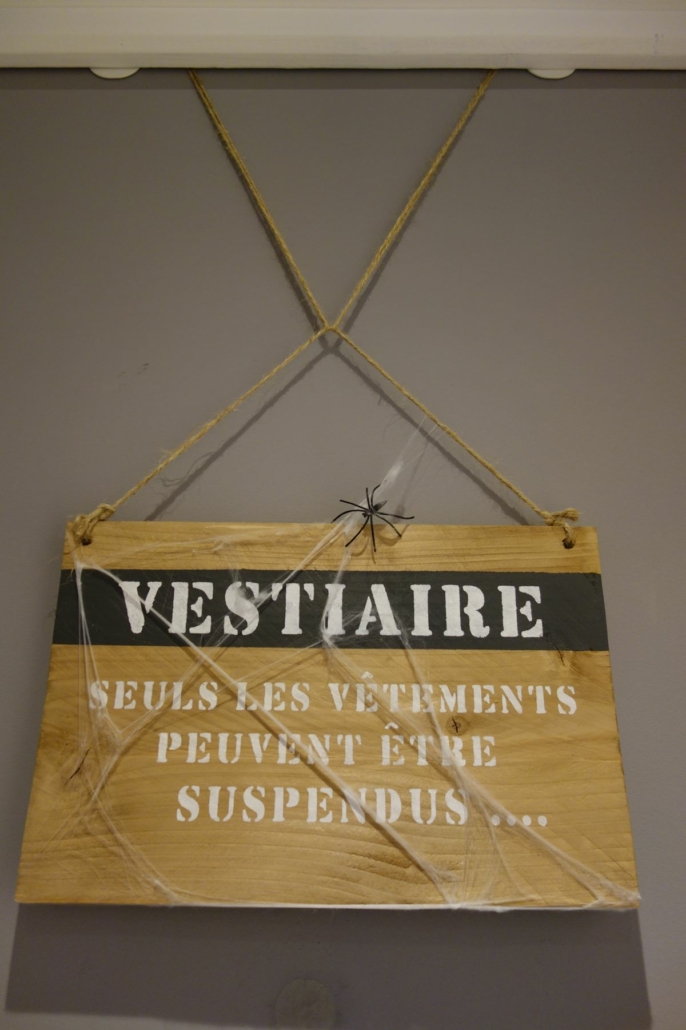 VESTIAIRE
SEULS LES VÊTEMENTS
PEUVENT ÊTRE
SUSPENDUS ....